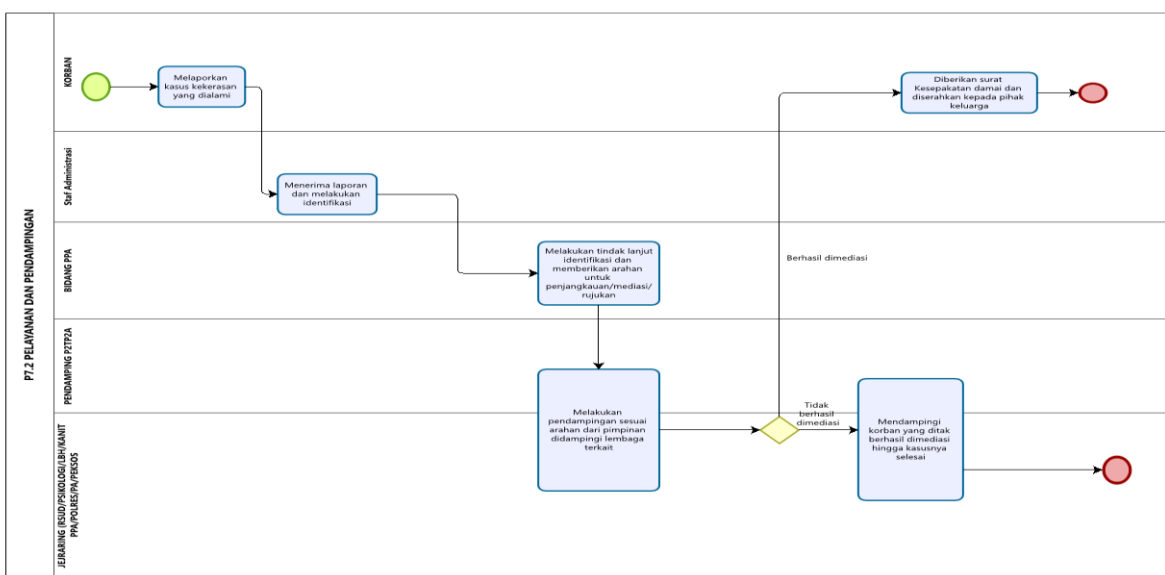 P7.2 PELAYANAN DAN PENDAMPINGAN
KORBAN
Melaporkan
kasus kekerasan
yang dialami
Diberikan surat
Kesepakatan damai dan
diserahkan kepada pihak
keluarga
Staf Administrasi
Menerima laporan
dan melakukan
identifikasi
BIDANG PPA
Melakukan tindak lanjut
identifikasi dan
memberikan arahan
untuk
penjangkauan/mediasi/
rujukan
Berhasil dimediasi
PENDAMPING P2TP2A
Melakukan
pendampingan sesuai
arahan dari pimpinan
didampingi lembaga
terkait
Tidak
berhasil
dimediasi
Mendampingi
korban yang ditak
berhasil dimediasi
hingga kasusnya
selesai
JEJRARING (RSUD/PSIKOLOGI/LBH/KANIT
PPA/POLRES/PA/PEKSOS